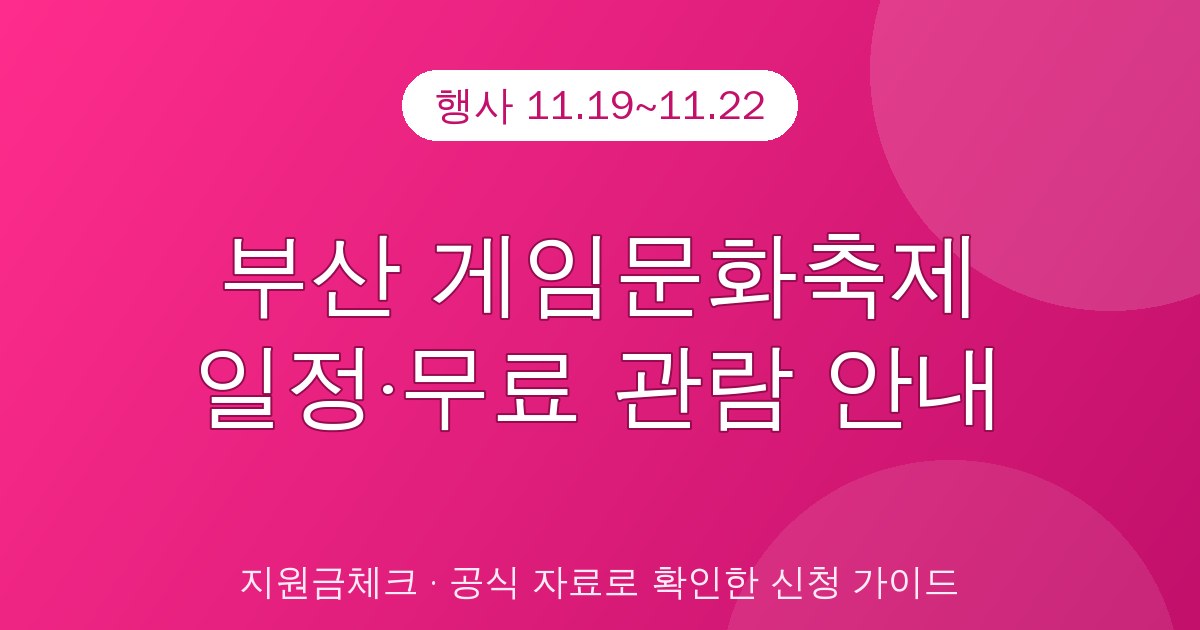 행사 11.19~11.22
부산 게임문화축제
일정·무료 관람 안내
지원금체크 · 공식 자료로 확인한 신청 가이드